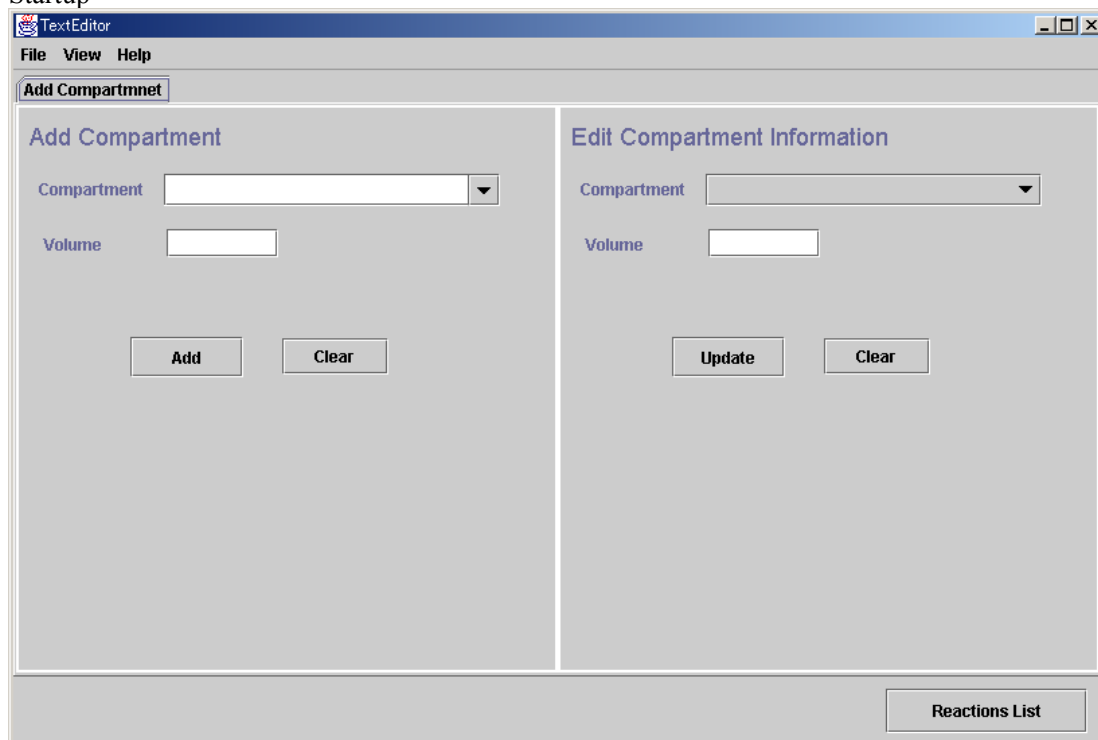 Startup
TextEditor
File View Help
Add Compartmnet
Add Compartment
Compartment
Volume
Add Clear
Edit Compartment Information
Compartment
Volume
Update Clear
Reactions List